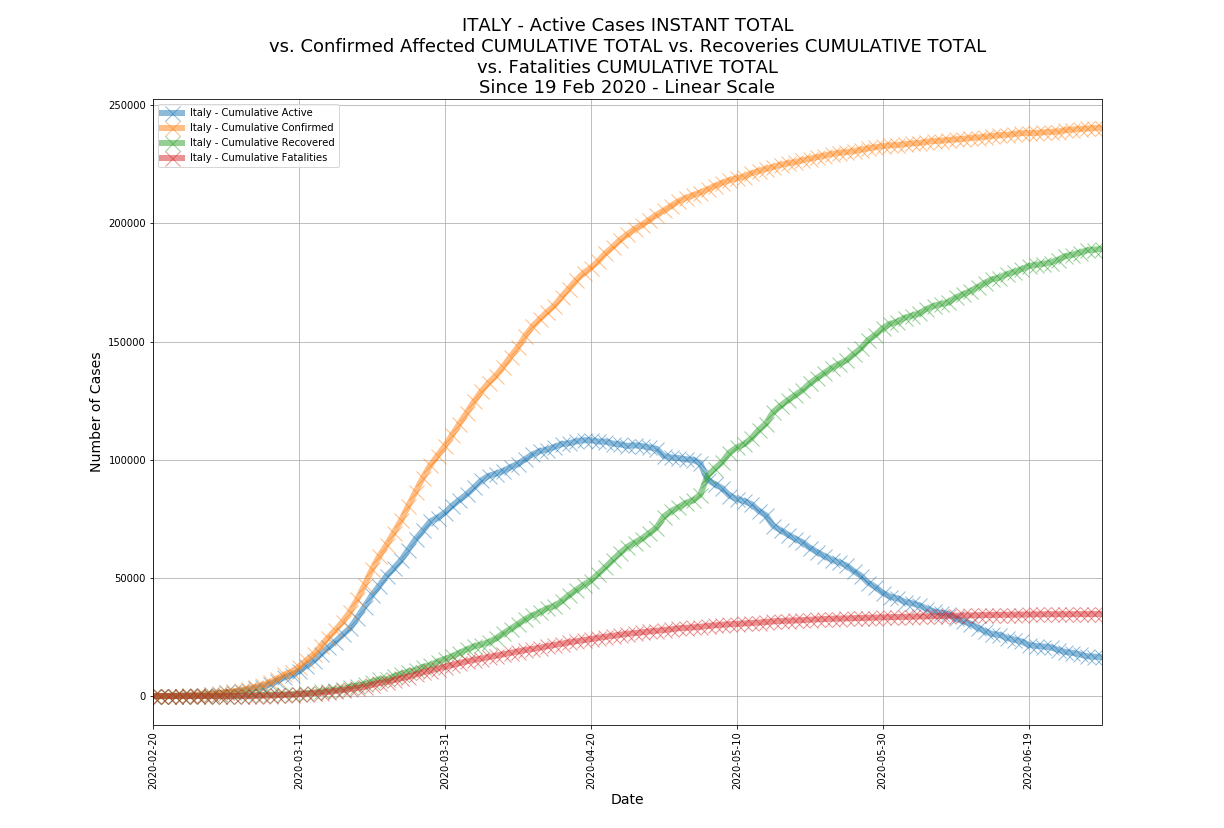 ITALY - Active Cases INSTANT TOTAL
vs. Confirmed Affected CUMULATIVE TOTAL vs. Recoveries CUMULATIVE TOTAL
vs. Fatalities CUMULATIVE TOTAL
Since 19 Feb 2020 - Linear Scale
Italy - Cumulative Active
Italy - Cumulative Confirmed
Italy - Cumulative Recovered
Italy - Cumulative Fatalities
Number of Cases
250000
200000
150000
100000
50000
0
2020-02-20
2020-03-11
2020-03-31
2020-04-20
2020-05-10
2020-05-30
2020-06-19
Date